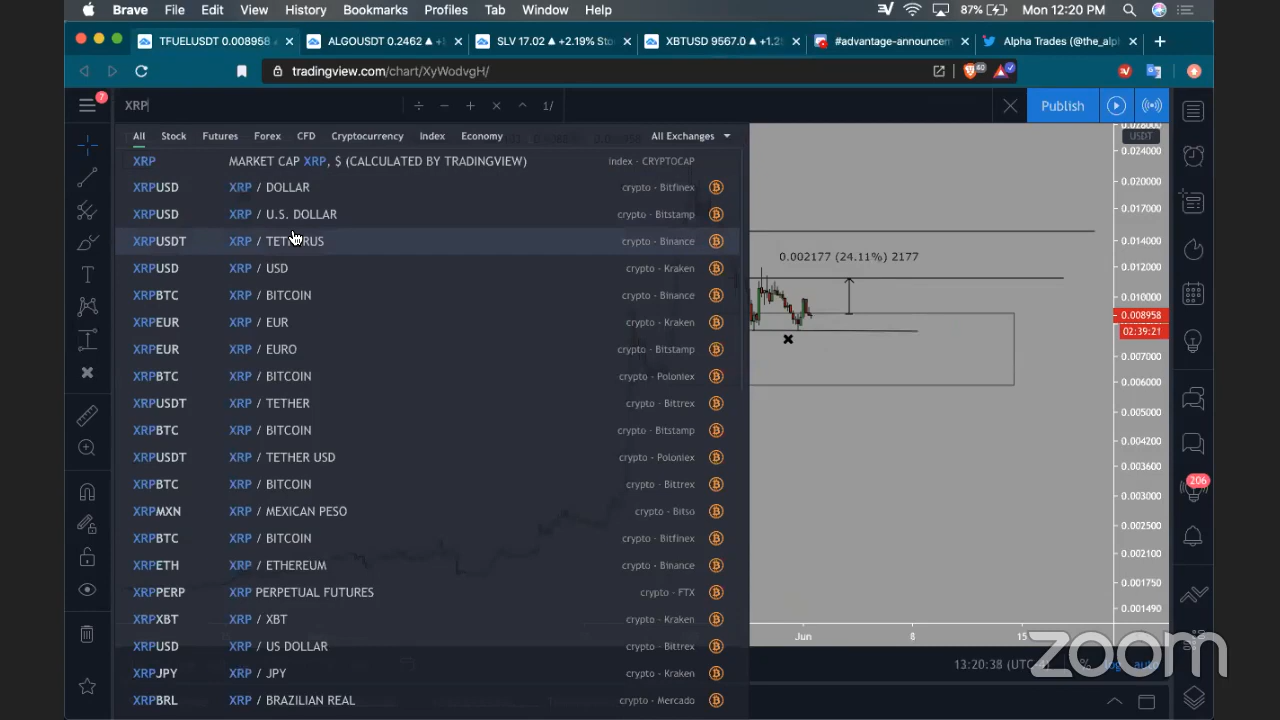 Brave File Edit View History Bookmarks Profiles Tab Window Help 87% Mon 12:20 PM
TFUELUSDT 0.008958 ALGOUSDT 0.2462 ▲ + SLV 17.02 ▲ +2.19% Sto XBTUSD 9567.0 ▲ +1.2 #advantage-announcem Alpha Trades (@the_alp
tradingview.com/chart/XyWodvgH/ 40
7 XRP ÷ − + × ^ 1/ Publish
All Stock Futures Forex CFD Cryptocurrency Index Economy All Exchanges
XRP MARKET CAP XRP, $ (CALCULATED BY TRADINGVIEW) Index - CRYPTOCAP
XRPUSD XRP / DOLLAR crypto - Bitfinex
XRPUSD XRP / U.S. DOLLAR crypto - Bitstamp
XRPUSDT XRP / crypto - Binance
XRPUSD XRP / USD crypto - Kraken
XRPBTC XRP / BITCOIN crypto - Binance
XRPEUR XRP / EUR crypto - Kraken
XRPEUR XRP / EURO crypto - Bitstamp
XRPBTC XRP / BITCOIN crypto - Poloniex
XRPUSDT XRP / TETHER crypto - Bittrex
XRPBTC XRP / BITCOIN crypto - Bitstamp
XRPUSDT XRP / TETHER USD crypto - Poloniex
XRPBTC XRP / BITCOIN crypto - Bittrex
XRPMXN XRP / MEXICAN PESO crypto - Bitso
XRPBTC XRP / BITCOIN crypto - Bitfinex
XRPETH XRP / ETHEREUM crypto - Binance
XRPPERP XRP PERPETUAL FUTURES crypto - FTX
XRPXBT XRP / XBT crypto - Kraken
XRPUSD XRP / US DOLLAR crypto - Bittrex
XRPJPY XRP / JPY crypto - Kraken
XRPBRL XRP / BRAZILIAN REAL crypto - Mercado
0.002177 (24.11%) 2177
USDT
0.024000
0.020000
0.017000
0.014000
0.012000
0.010000
0.008958
02:39:21
0.007000
0.006000
0.005000
0.004200
0.003600
0.003000
0.002500
0.002100
0.001750
0.001490
206
Jun 8 15
13:20:38 (UTC-4) % log auto
zoom